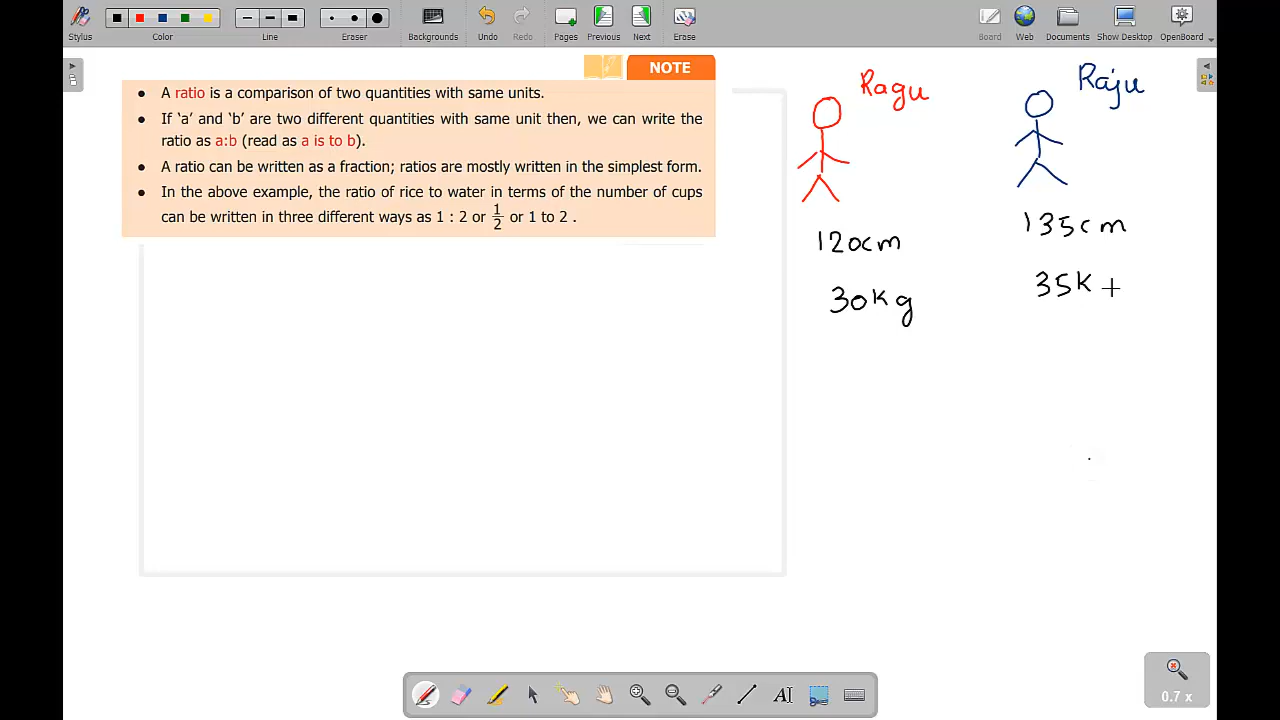 Stylus
Color
Line
Eraser
Backgrounds
Undo
Redo
Pages
Previous
Next
Erase
Board
Web
Documents
Show Desktop
OpenBoard
NOTE
• A ratio is a comparison of two quantities with same units.
• If ‘a’ and ‘b’ are two different quantities with same unit then, we can write the
ratio as a:b (read as a is to b).
• A ratio can be written as a fraction; ratios are mostly written in the simplest form.
• In the above example, the ratio of rice to water in terms of the number of cups
can be written in three different ways as 1 : 2 or 1/2 or 1 to 2 .
Ragu
Raju
120cm
135cm
30Kg
35K
0.7 x